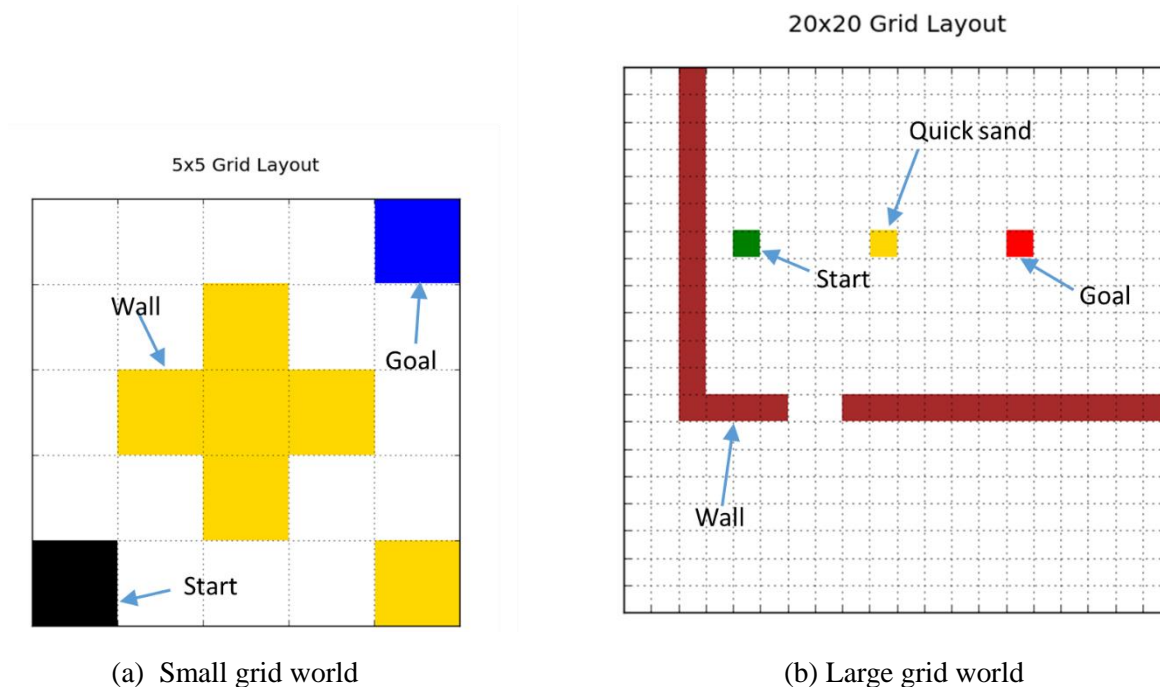 5x5 Grid Layout
Wall
Goal
Start
(a) Small grid world
20x20 Grid Layout
Quick sand
Start
Goal
Wall
(b) Large grid world